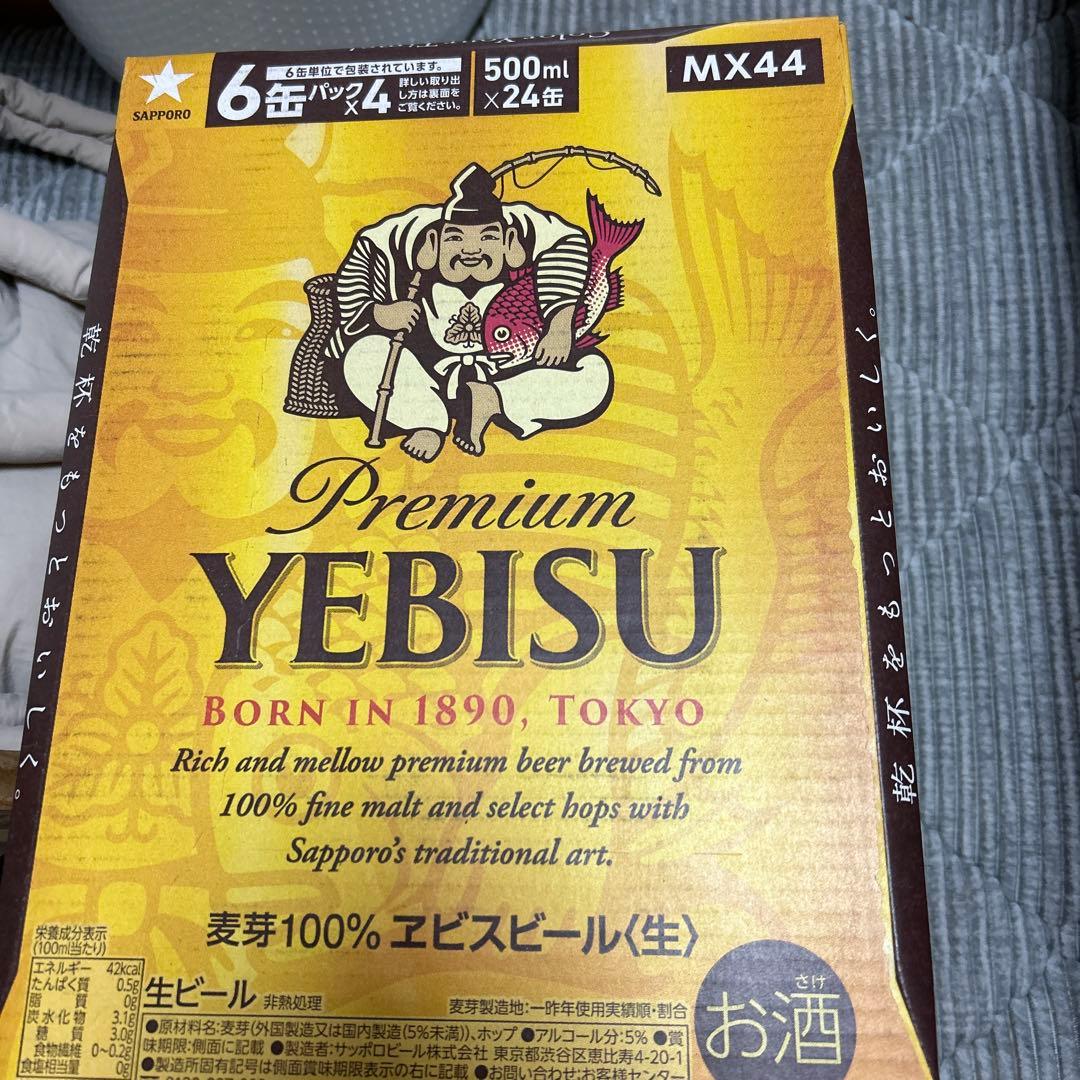 SAPPORO
6缶パック×4
6缶単位で包装されています。
詳しい取り出
し方は裏面を
ご覧ください。
500ml
×24缶
MX44
Premium
YEBISU
BORN IN 1890, TOKYO
Rich and mellow premium beer brewed from
100% fine malt and select hops with
Sapporo's traditional art.
麦芽100% ヱビスビール〈生〉
乾杯をもっとおいしく。
乾杯をもっとおいしく。
栄養成分表示
(100ml当たり)
エネルギー 42kcal
たんぱく質 0.5g
脂質 0g
炭水化物 3.1g
糖質 3.0g
食物繊維 0~0.2g
食塩相当量 0g
生ビール 非熱処理
麦芽製造地:一昨年使用実績順・割合
●原材料名:麦芽(外国製造又は国内製造(5%未満))、ホップ ●アルコール分:5% ●賞
味期限:側面に記載 ●製造者:サッポロビール株式会社 東京都渋谷区恵比寿4-20-1
●製造所固有記号は側面賞味期限表示の右に記載 ●お問い合わせ:お客様センター
さけ
お酒